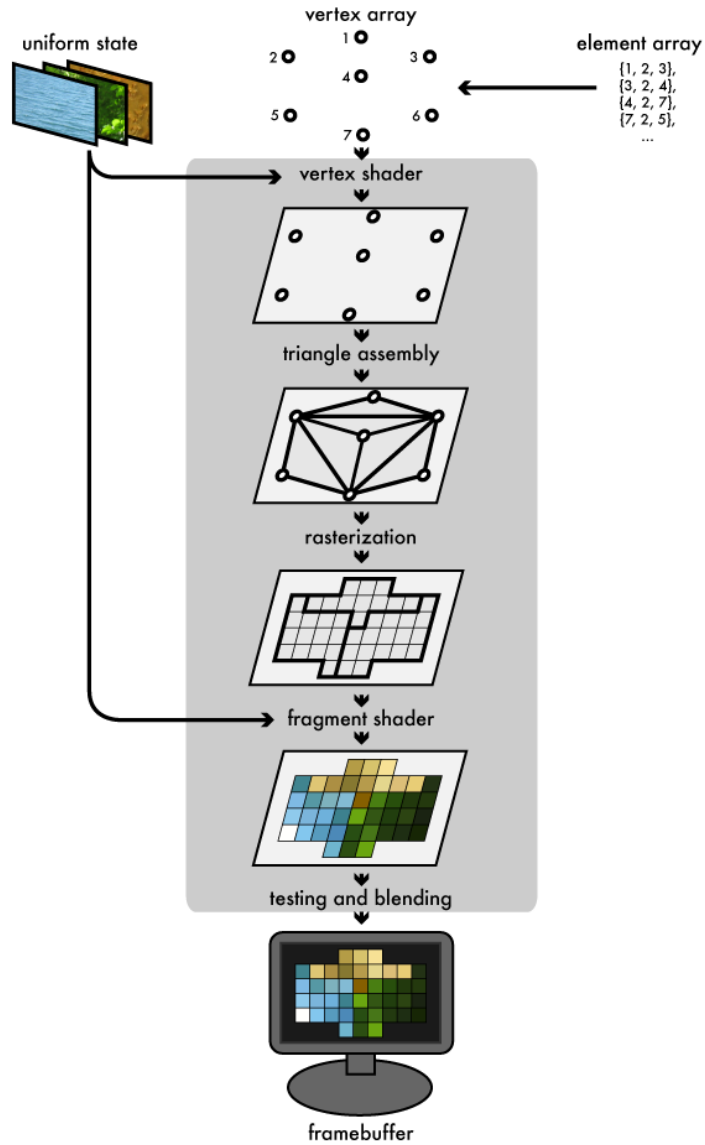 vertex array
uniform state
element array
1
2
3
4
5
6
7
{1, 2, 3},
{3, 2, 4},
{4, 2, 7},
{7, 2, 5},
...
vertex shader
triangle assembly
rasterization
fragment shader
testing and blending
framebuffer